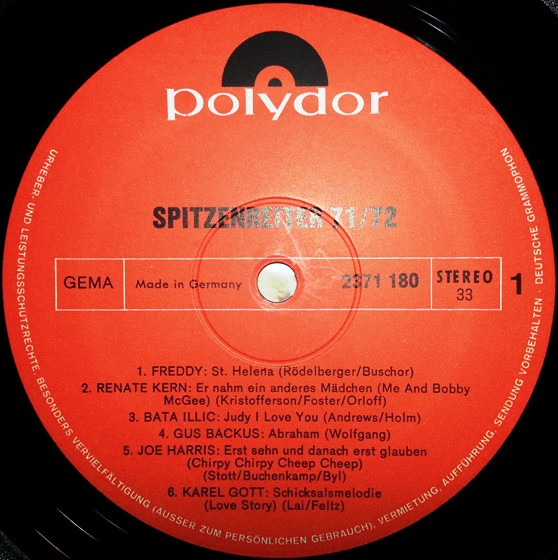 polydor
SPITZENREITER 71/72
GEMA
Made in Germany
2371 180
STEREO
33
1
1. FREDDY: St. Helena (Rödelberger/Buschor)
2. RENATE KERN: Er nahm ein anderes Mädchen (Me And Bobby
McGee) (Kristofferson/Foster/Orloff)
3. BATA ILLIC: Judy I Love You (Andrews/Holm)
4. GUS BACKUS: Abraham (Wolfgang)
5. JOE HARRIS: Erst sehn und danach erst glauben
(Chirpy Chirpy Cheep Cheep)
(Stott/Buchenkamp/Byl)
6. KAREL GOTT: Schicksalsmelodie
(Love Story) (Lai/Feltz)
URHEBER- UND LEISTUNGSSCHUTZRECHTE, BESONDERS VERVIELFÄLTIGUNG (AUSSER ZUM PERSÖNLICHEN GEBRAUCH), VERMIETUNG, AUFFÜHRUNG, SENDUNG VORBEHALTEN · DEUTSCHE GRAMMOPHON